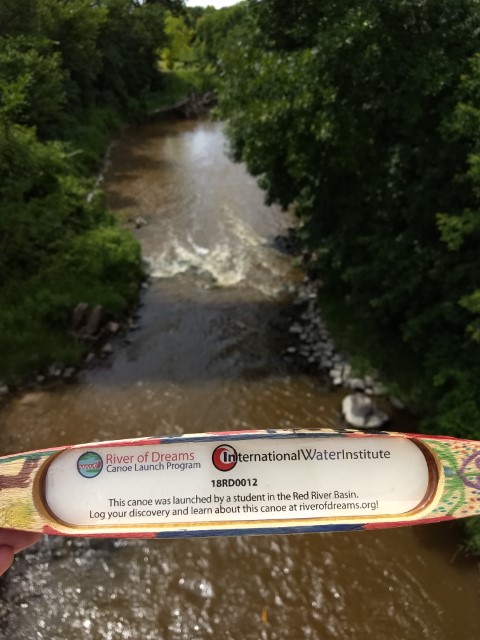 River of Dreams
Canoe Launch Program
InternationalWaterInstitute
18RD0012
This canoe was launched by a student in the Red River Basin.
Log your discovery and learn about this canoe at riverofdreams.org!